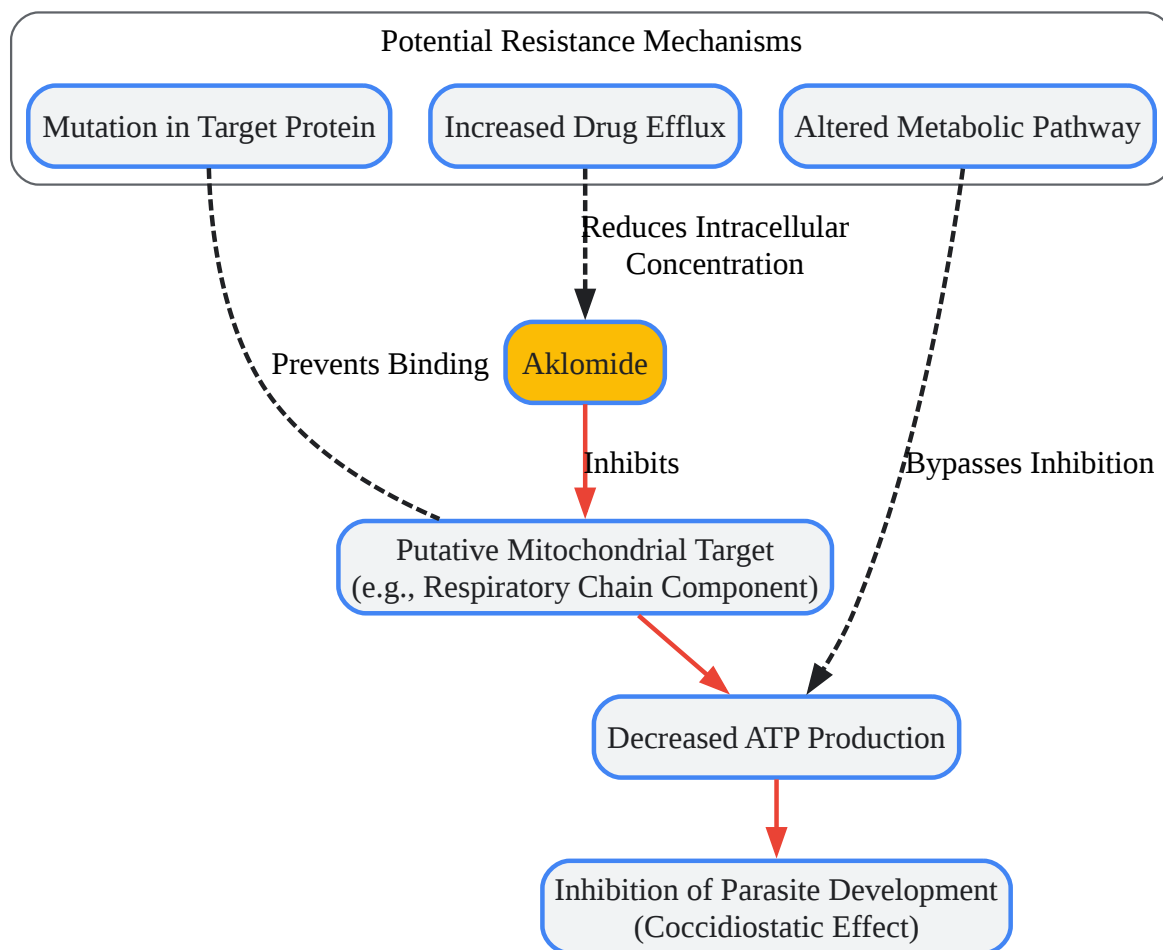 Potential Resistance Mechanisms
Mutation in Target Protein
Increased Drug Efflux
Altered Metabolic Pathway
Reduces Intracellular
Concentration
Prevents Binding
Aklomide
Inhibits
Bypasses Inhibition
Putative Mitochondrial Target
(e.g., Respiratory Chain Component)
Decreased ATP Production
Inhibition of Parasite Development
(Coccidiostatic Effect)